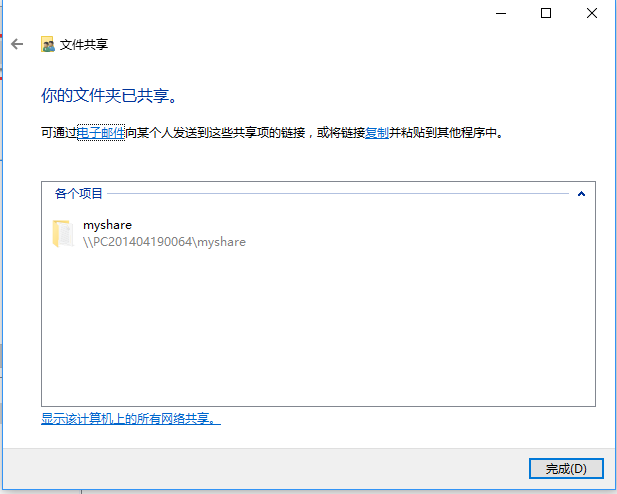 文件共享
你的文件夹已共享。
可通过电子邮件向某个人发送到这些共享项的链接，或将链接复制并粘贴到其他程序中。
各个项目
myshare
\\PC201404190064\myshare
显示该计算机上的所有网络共享。
完成(D)